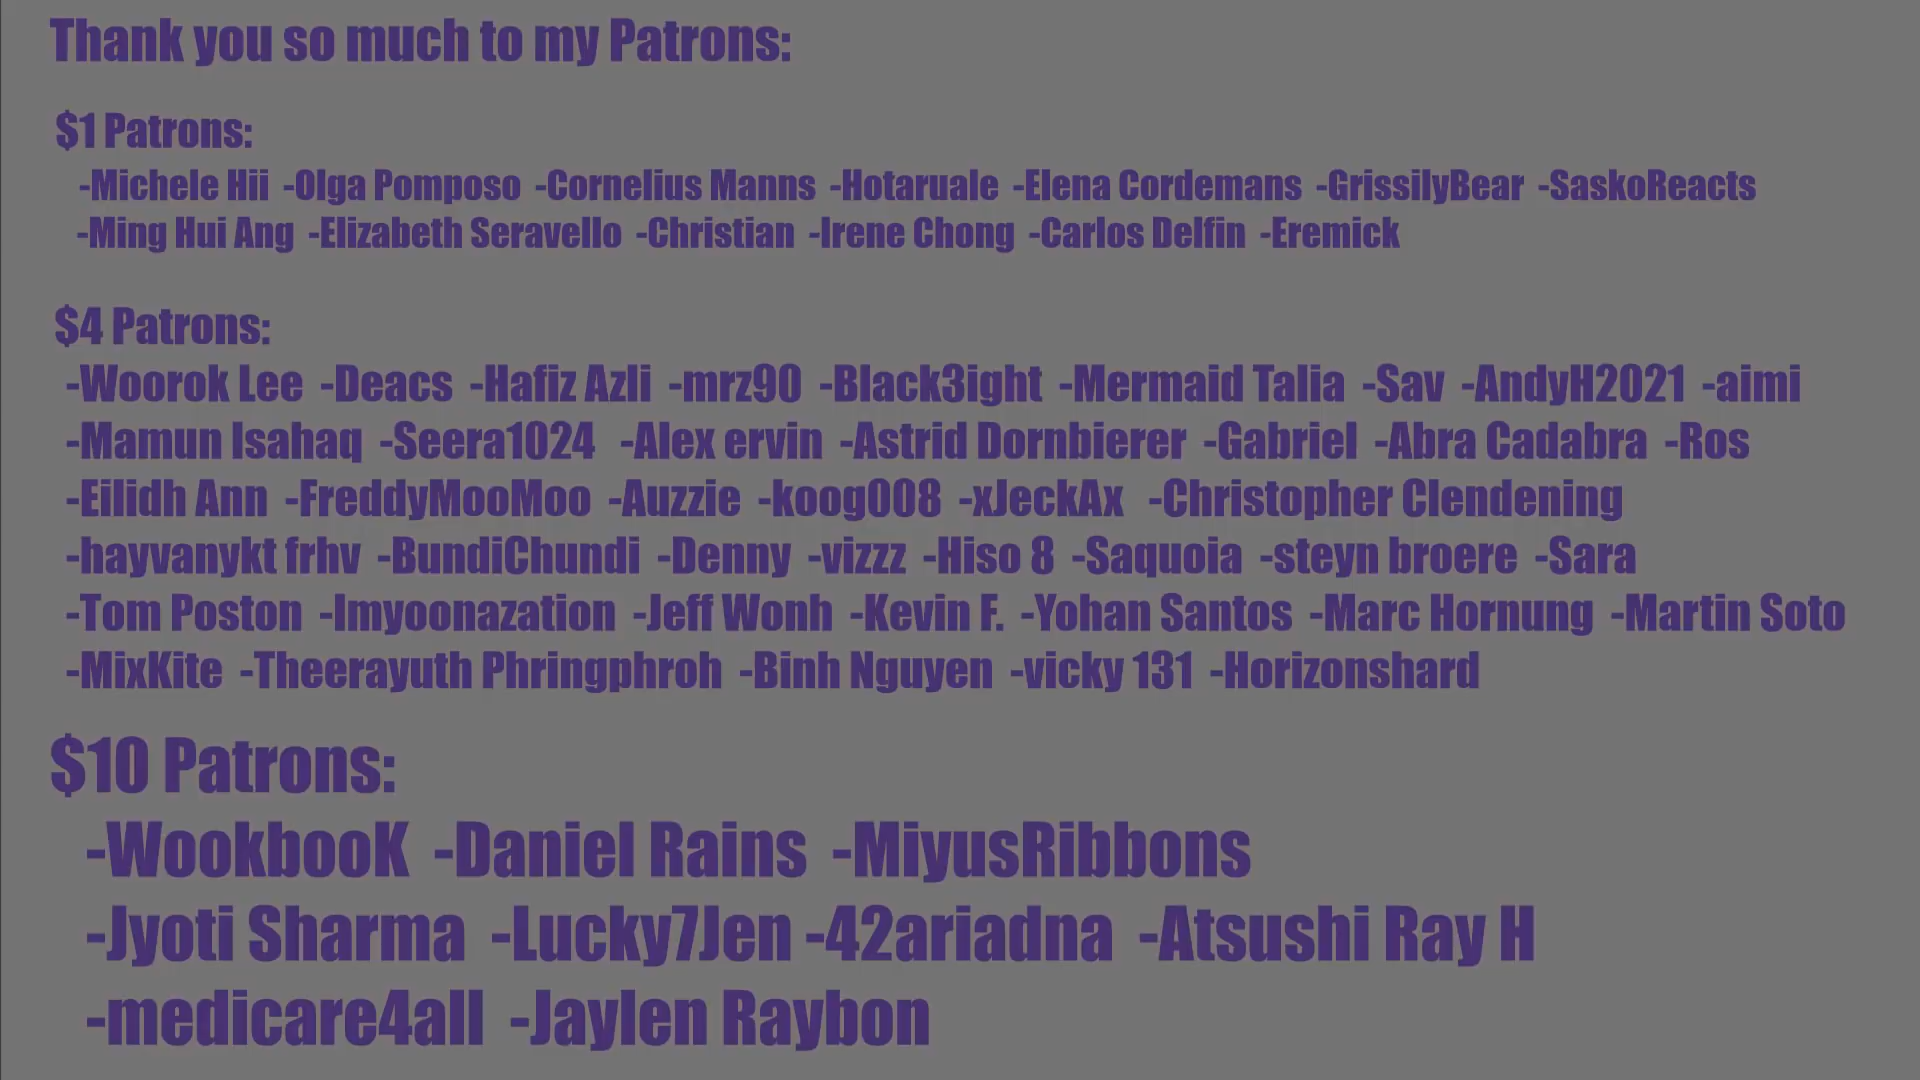 Thank you so much to my Patrons:
$1 Patrons:
-Michele Hii -Olga Pomposo -Cornelius Manns -Hotaruale -Elena Cordemans -GrissilyBear -SaskoReacts
-Ming Hui Ang -Elizabeth Seravello -Christian -Irene Chong -Carlos Delfin -Eremick
$4 Patrons:
-Woorok Lee -Deacs -Hafiz Azli -mrz90 -Black3ight -Mermaid Talia -Sav -AndyH2021 -aimi
-Mamun Isahaq -Seera1024 -Alex ervin -Astrid Dornbierer -Gabriel -Abra Cadabra -Ros
-Eilidh Ann -FreddyMooMoo -Auzzie -koog008 -xJeckAx -Christopher Clendening
-hayvanykt frhv -BundiChundi -Denny -vizzz -Hiso 8 -Saquoia -steyn broere -Sara
-Tom Poston -Imyoonazation -Jeff Wonh -Kevin F. -Yohan Santos -Marc Hornung -Martin Soto
-MixKite -Theerayuth Phringphroh -Binh Nguyen -vicky 131 -Horizonshard
$10 Patrons:
-WookbooK -Daniel Rains -MiyusRibbons
-Jyoti Sharma -Lucky7Jen -42ariadna -Atsushi Ray H
-medicare4all -Jaylen Raybon